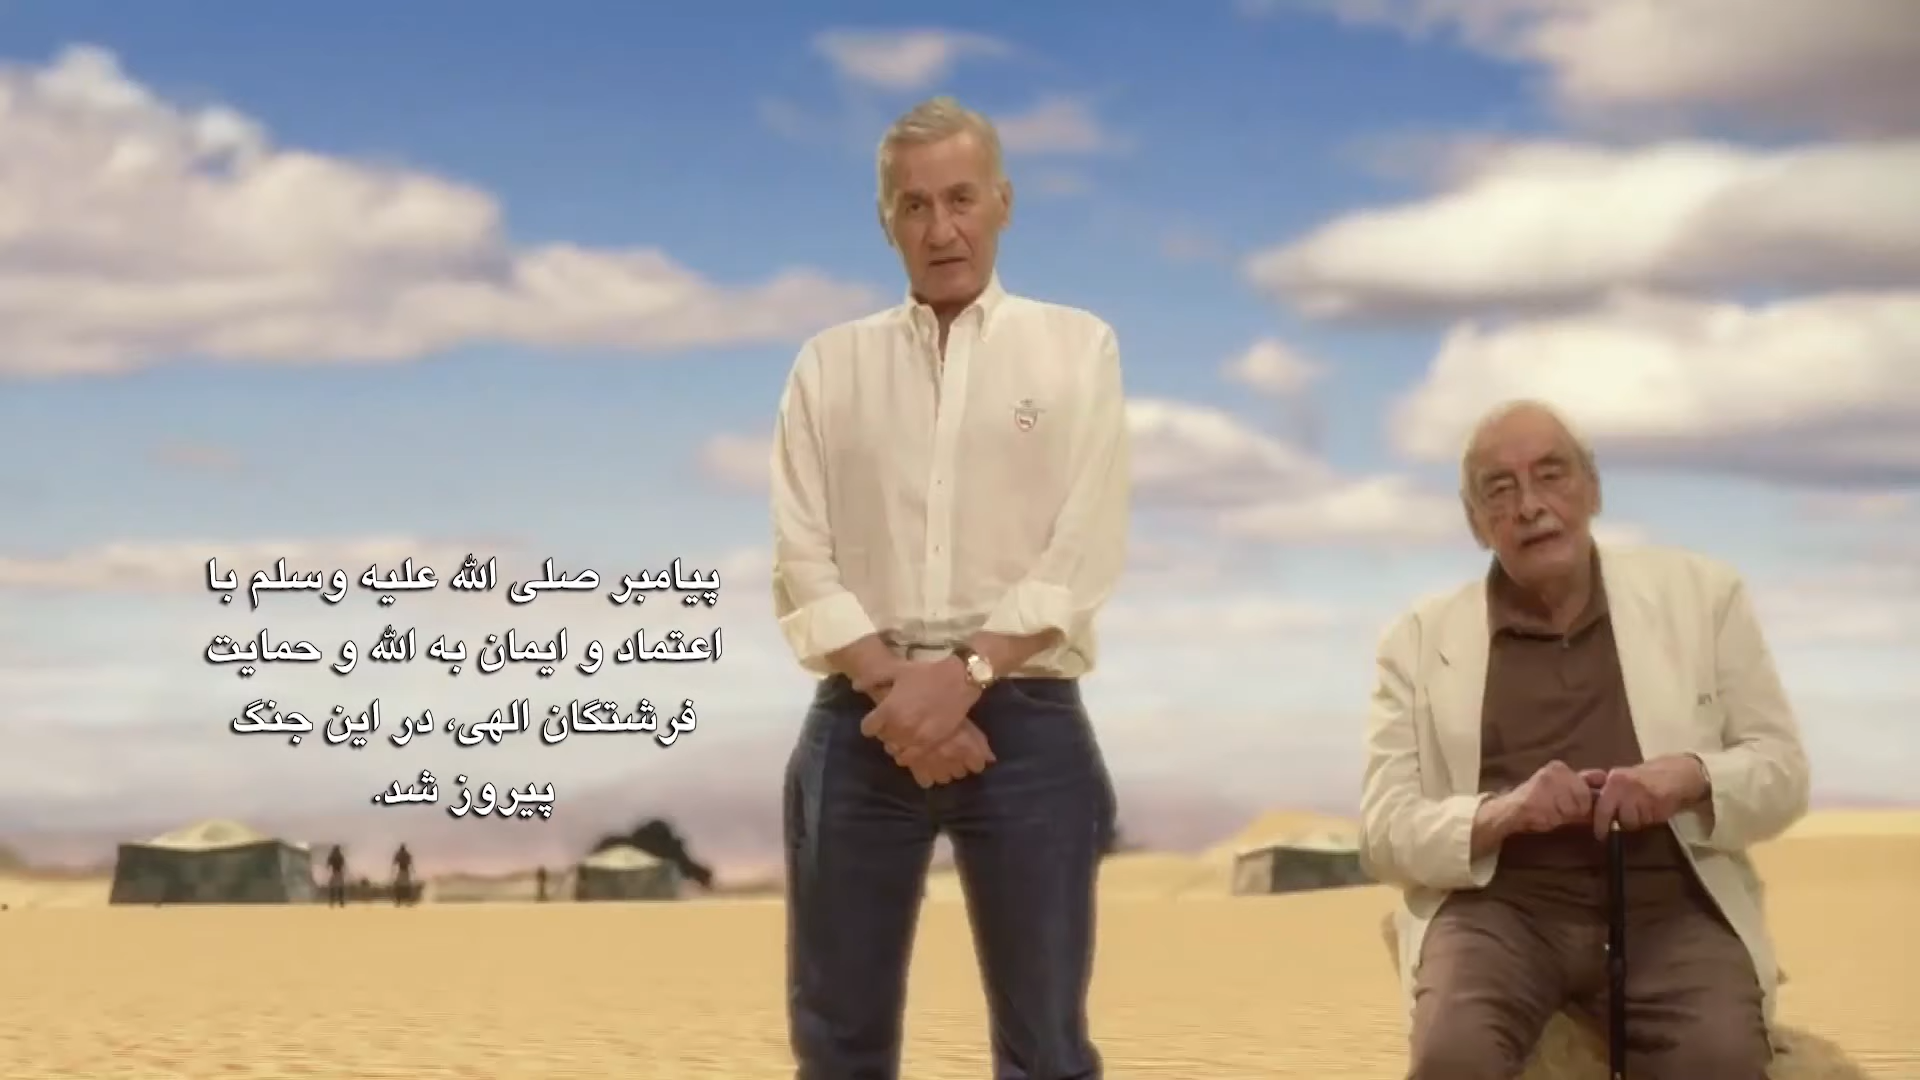 پیامبر صلی الله علیه وسلم با
اعتماد و ایمان به الله و حمایت
فرشتگان الهی، در این جنگ
پیروز شد.